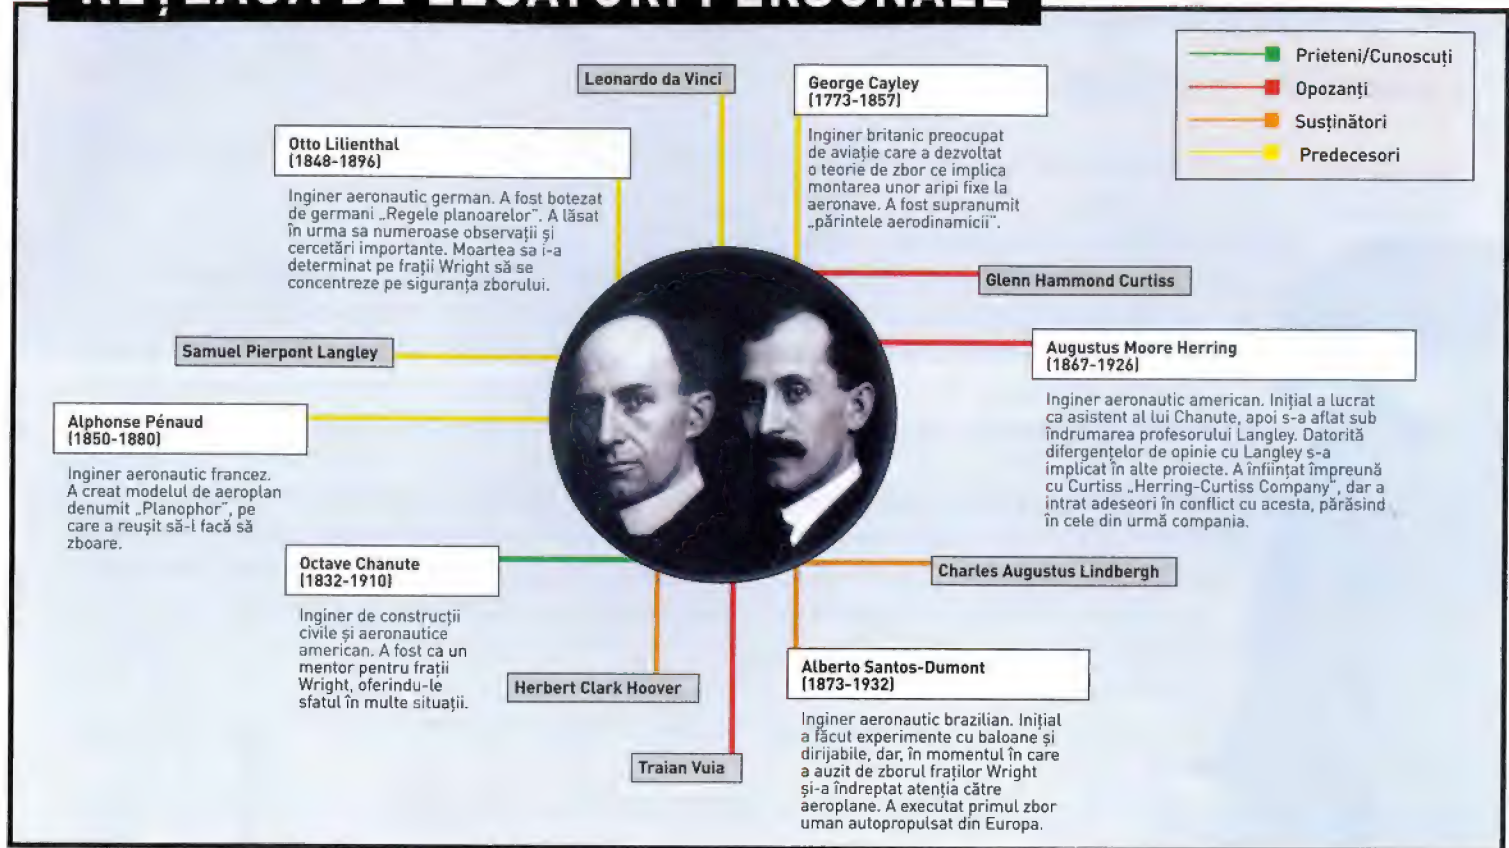 REȚEAUA DE LEGĂTURI PERSONALE
Prieteni/Cunoscuți
Opozanți
Susținători
Predecesori
Leonardo da Vinci
George Cayley
(1773-1857)
Inginer britanic preocupat
de aviație care a dezvoltat
o teorie de zbor ce implica
montarea unor aripi fixe la
aeronave. A fost supranumit
„părintele aerodinamicii”.
Otto Lilienthal
(1848-1896)
Inginer aeronautic german. A fost botezat
de germani „Regele planoarelor”. A lăsat
în urma sa numeroase observații și
cercetări importante. Moartea sa i-a
determinat pe frații Wright să se
concentreze pe siguranța zborului.
Glenn Hammond Curtiss
Samuel Pierpont Langley
Augustus Moore Herring
(1867-1926)
Inginer aeronautic american. Inițial a lucrat
ca asistent al lui Chanute, apoi s-a aflat sub
îndrumarea profesorului Langley. Datorită
difergențelor de opinie cu Langley s-a
implicat în alte proiecte. A înființat împreună
cu Curtiss „Herring-Curtiss Company”, dar a
intrat adeseori în conflict cu acesta, părăsind
în cele din urmă compania.
Alphonse Pénaud
(1850-1880)
Inginer aeronautic francez.
A creat modelul de aeroplan
denumit „Planophor”, pe
care a reușit să-l facă să
zboare.
Octave Chanute
(1832-1910)
Inginer de construcții
civile și aeronautice
american. A fost ca un
mentor pentru frații
Wright, oferindu-le
sfatul în multe situații.
Charles Augustus Lindbergh
Herbert Clark Hoover
Alberto Santos-Dumont
(1873-1932)
Inginer aeronautic brazilian. Inițial
a făcut experimente cu baloane și
dirijabile, dar, în momentul în care
a auzit de zborul fraților Wright
și-a îndreptat atenția către
aeroplane. A executat primul zbor
uman autopropulsat din Europa.
Traian Vuia